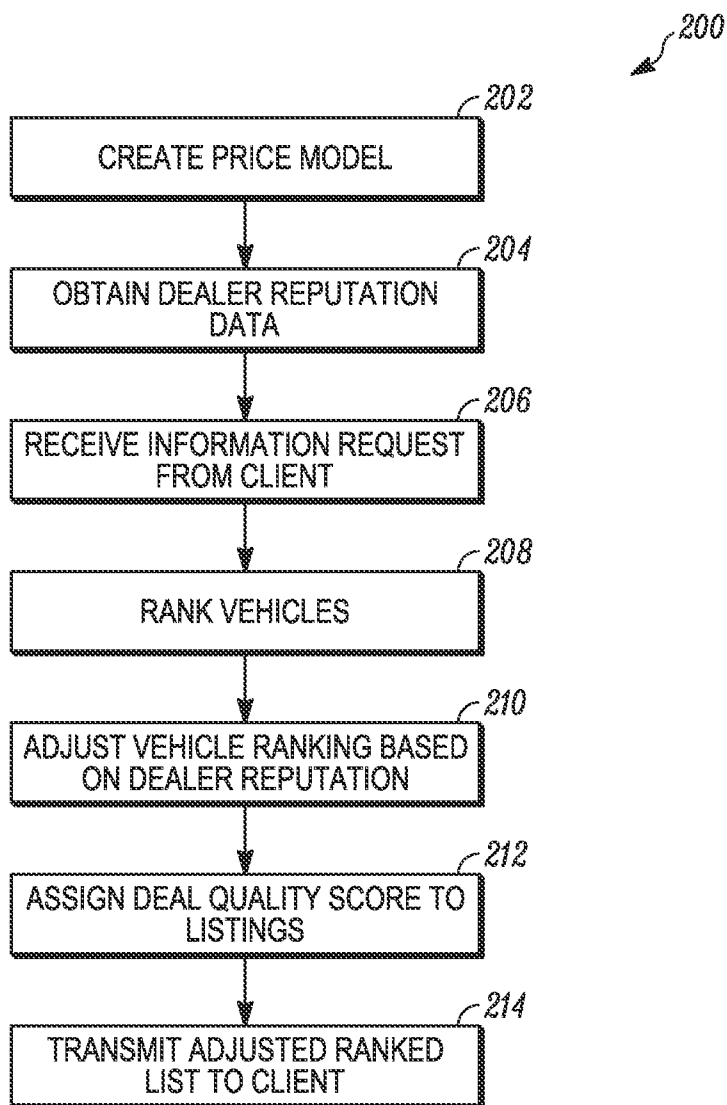 200
202
CREATE PRICE MODEL
204
OBTAIN DEALER REPUTATION
DATA
206
RECEIVE INFORMATION REQUEST
FROM CLIENT
208
RANK VEHICLES
210
ADJUST VEHICLE RANKING BASED
ON DEALER REPUTATION
212
ASSIGN DEAL QUALITY SCORE TO
LISTINGS
214
TRANSMIT ADJUSTED RANKED
LIST TO CLIENT